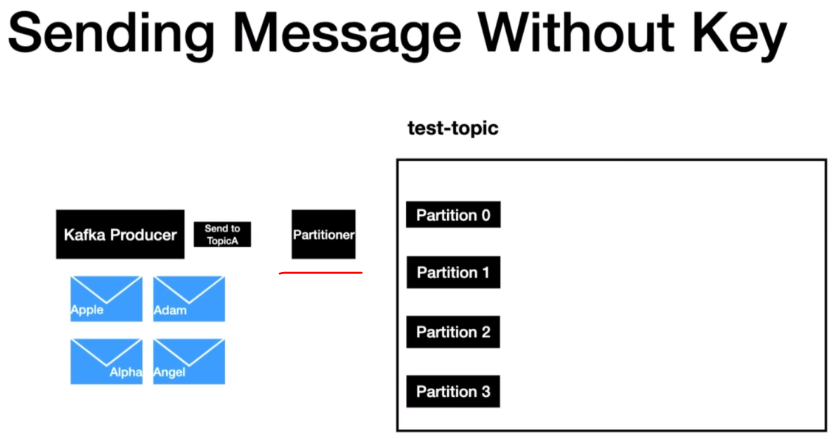 Sending Message Without Key
test-topic
Kafka Producer
Send to
TopicA
Partitioner
Apple
Adam
Alpha
Angel
Partition 0
Partition 1
Partition 2
Partition 3